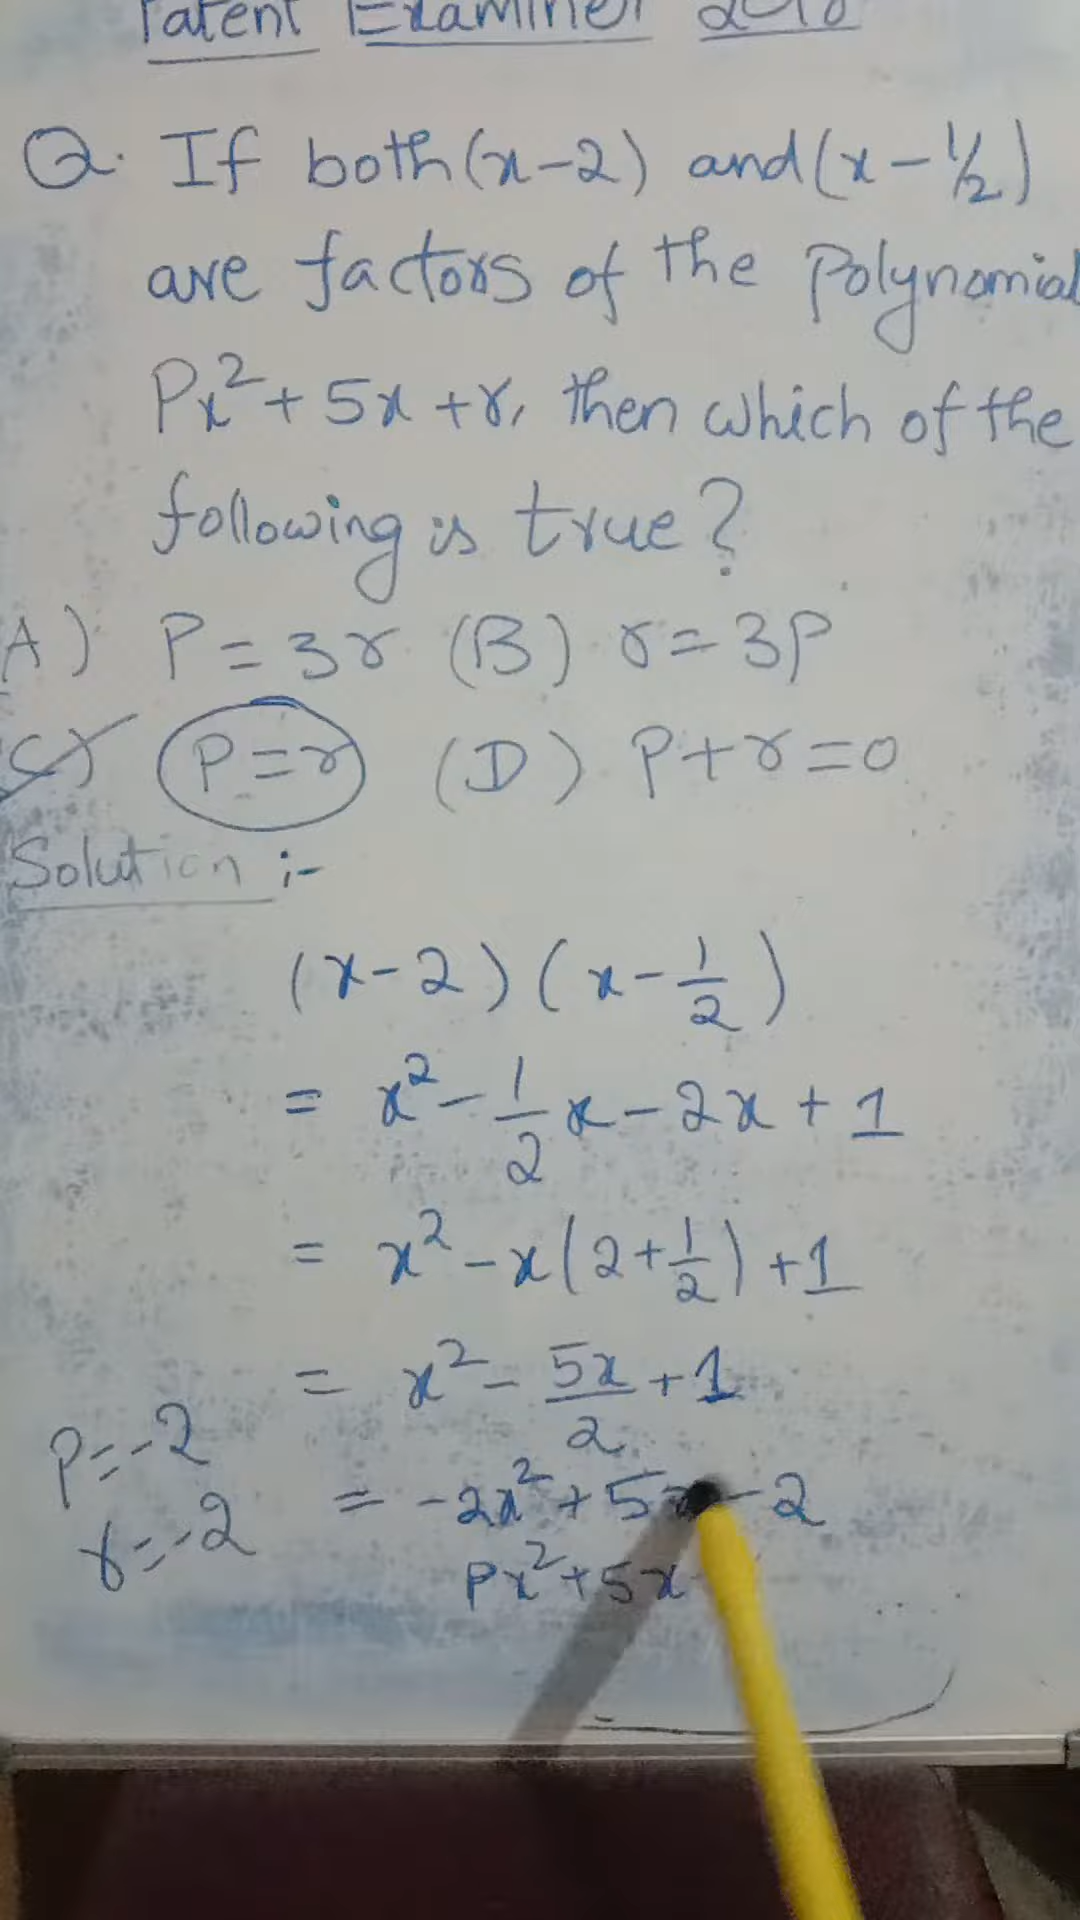 Patent Examiner 2018
Q. If both (x-2) and (x-1/2)
are factors of the Polynomial
Px²+5x+r, then which of the
following is true?
A) P=3r (B) r=3P
C) P=r (D) P+r=0
Solution :-
(x-2)(x-1/2)
= x²-1/2x-2x+1
= x²-x(2+1/2)+1
= x²-5x/2+1
P=-2
= -2x²+5x-2
r=-2
Px²+5x